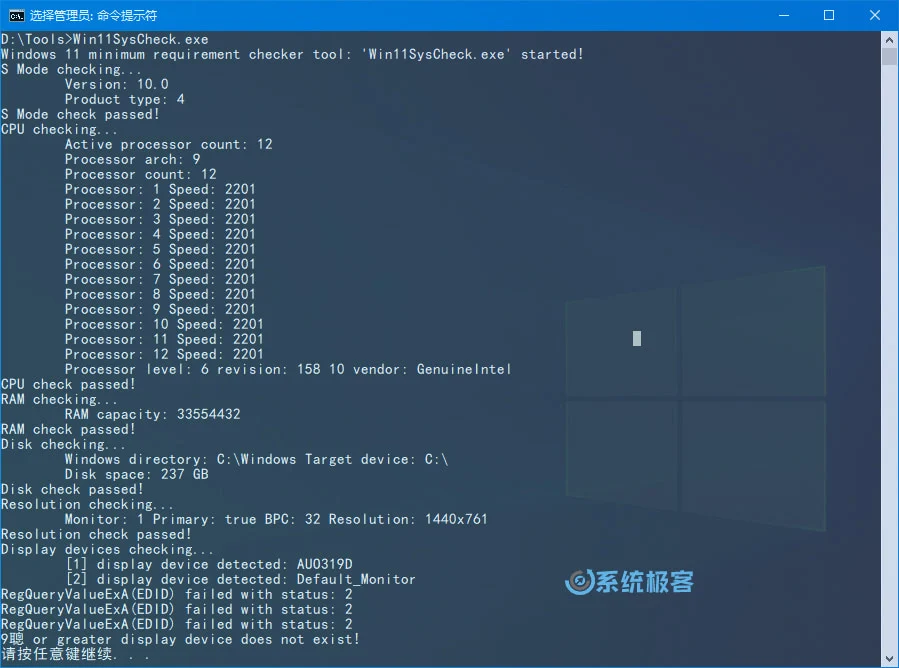 选择管理员: 命令提示符
D:\Tools>Win11SysCheck.exe
Windows 11 minimum requirement checker tool: 'Win11SysCheck.exe' started!
S Mode checking...
Version: 10.0
Product type: 4
S Mode check passed!
CPU checking...
Active processor count: 12
Processor arch: 9
Processor count: 12
Processor: 1 Speed: 2201
Processor: 2 Speed: 2201
Processor: 3 Speed: 2201
Processor: 4 Speed: 2201
Processor: 5 Speed: 2201
Processor: 6 Speed: 2201
Processor: 7 Speed: 2201
Processor: 8 Speed: 2201
Processor: 9 Speed: 2201
Processor: 10 Speed: 2201
Processor: 11 Speed: 2201
Processor: 12 Speed: 2201
Processor level: 6 revision: 158 10 vendor: GenuineIntel
CPU check passed!
RAM checking...
RAM capacity: 33554432
RAM check passed!
Disk checking...
Windows directory: C:\Windows Target device: C:\
Disk space: 237 GB
Disk check passed!
Resolution checking...
Monitor: 1 Primary: true BPC: 32 Resolution: 1440x761
Resolution check passed!
Display devices checking...
[1] display device detected: AUO319D
[2] display device detected: Default_Monitor
RegQueryValueExA(EDID) failed with status: 2
RegQueryValueExA(EDID) failed with status: 2
RegQueryValueExA(EDID) failed with status: 2
9聰 or greater display device does not exist!
请按任意键继续. . .
系统极客